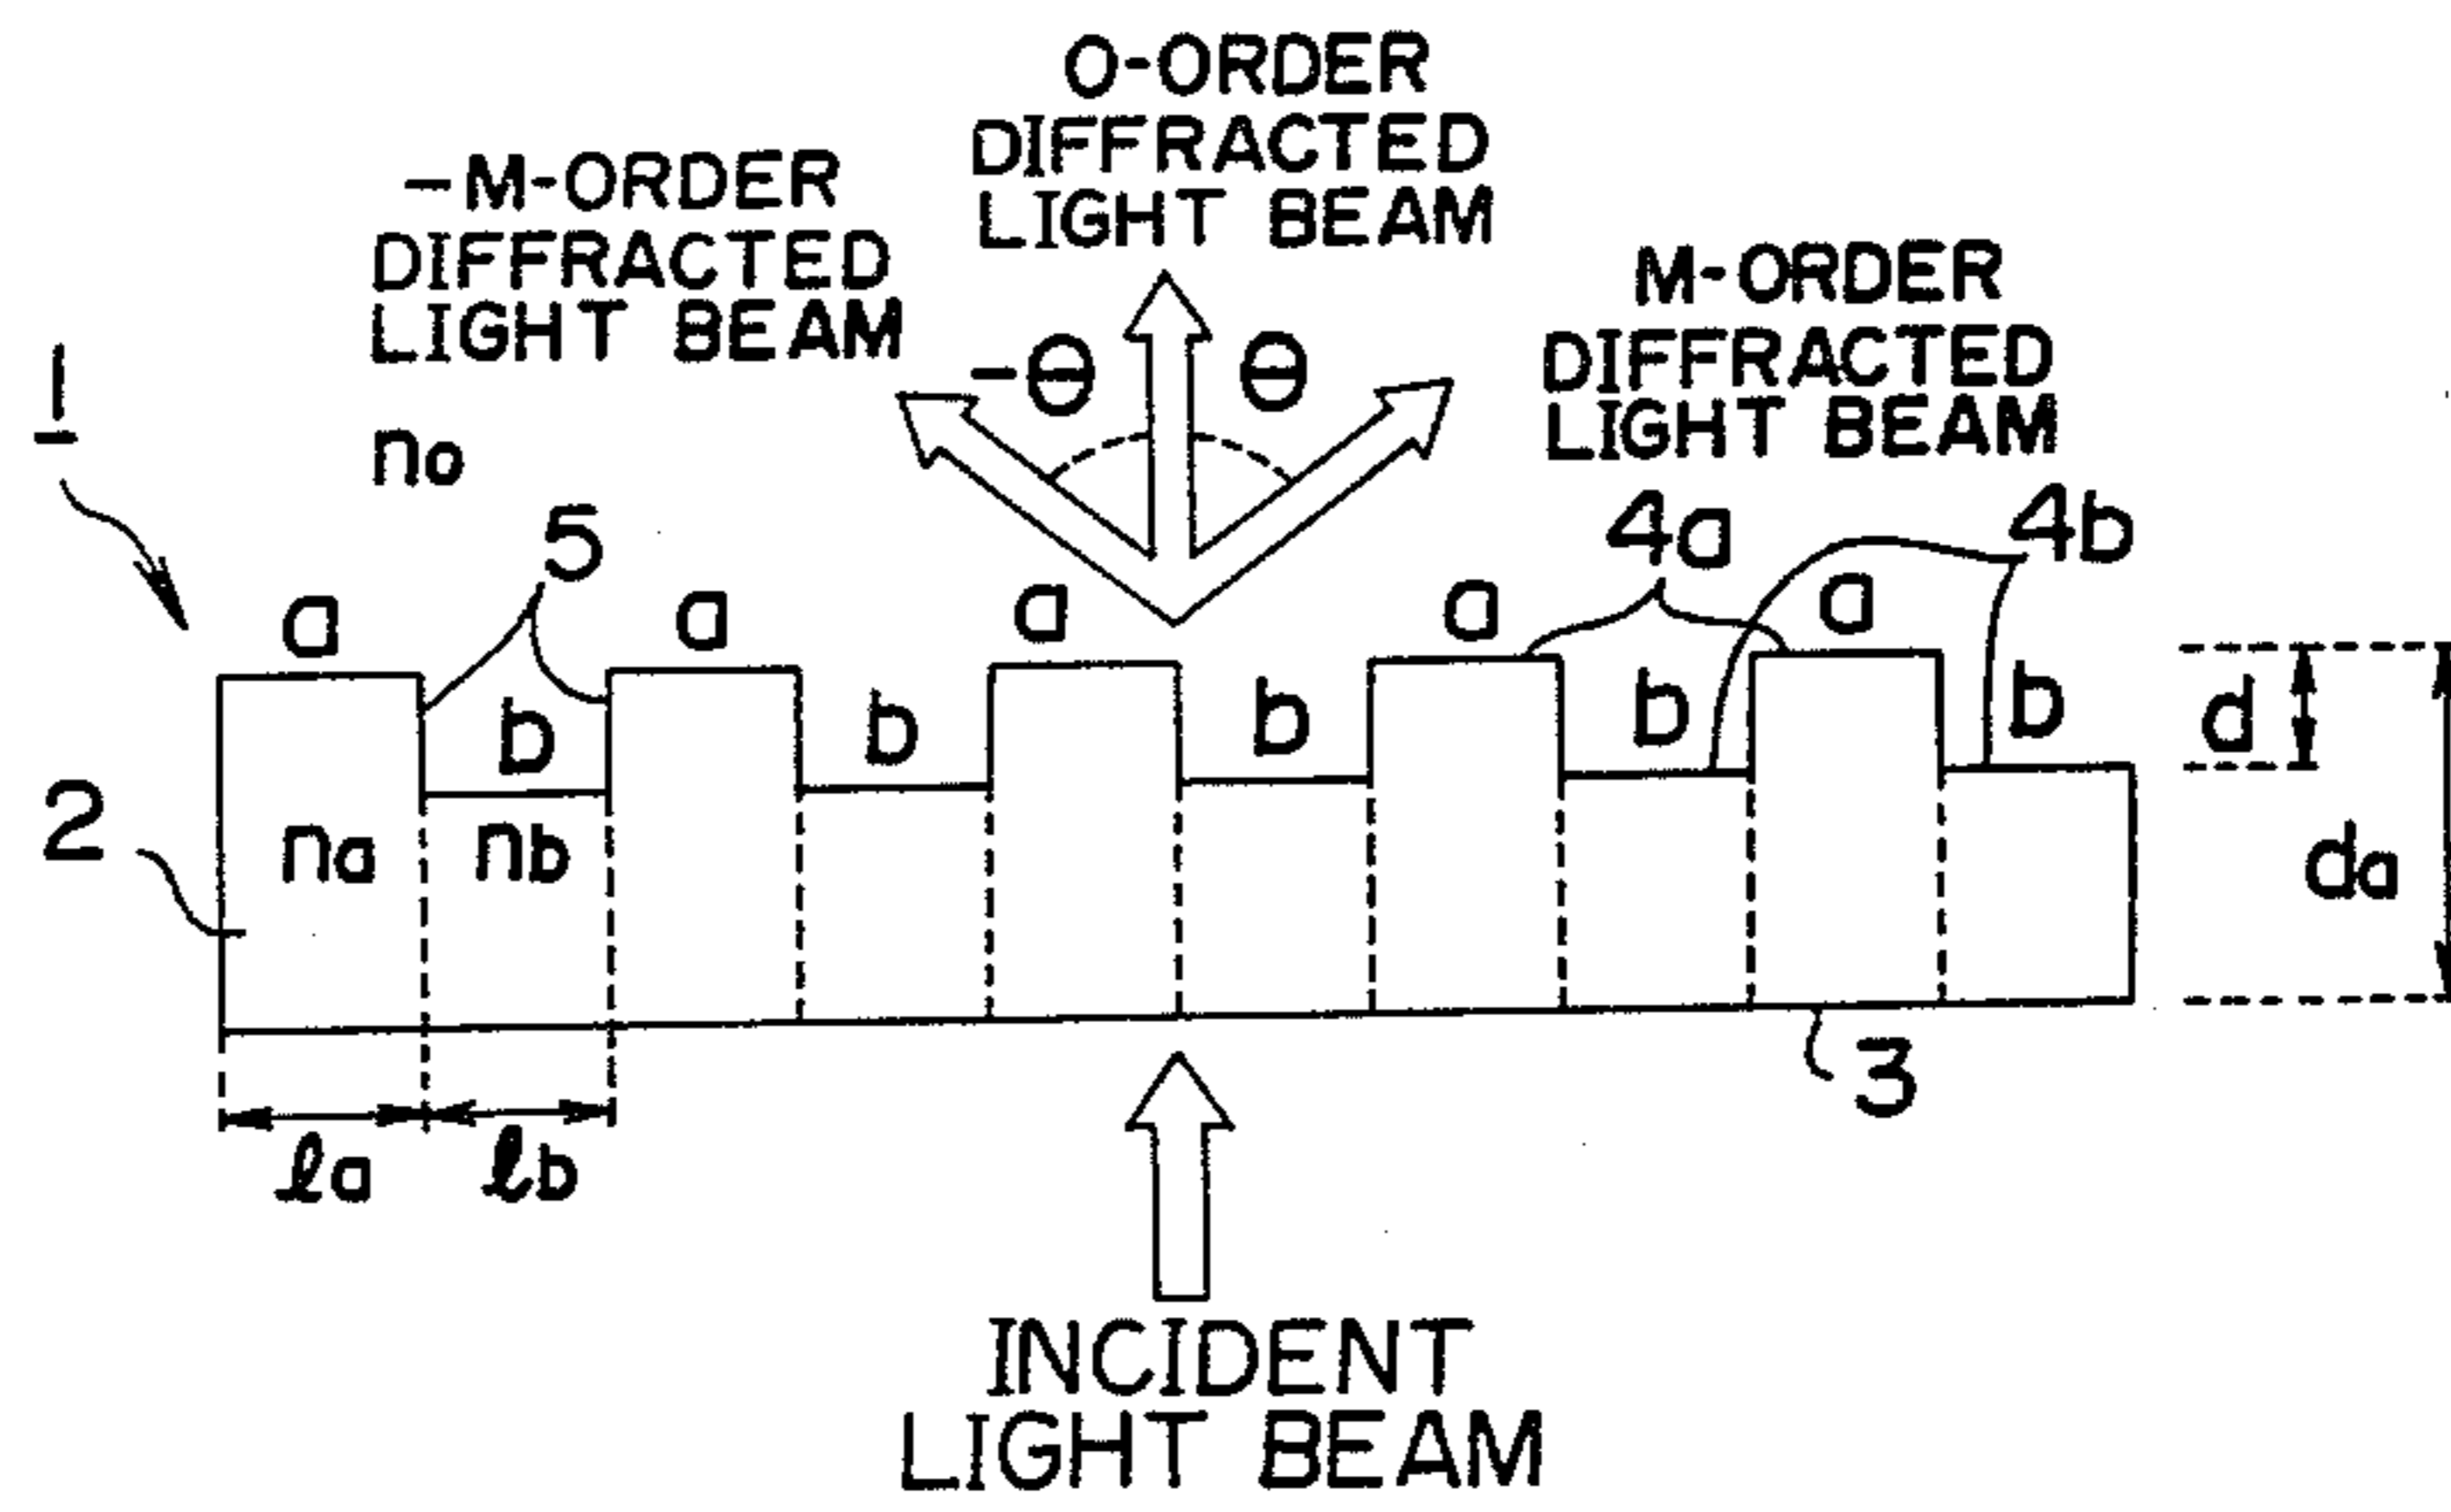 O-ORDER
DIFFRACTED
LIGHT BEAM
-M-ORDER
DIFFRACTED
LIGHT BEAM
M-ORDER
DIFFRACTED
LIGHT BEAM
1
no
-θ θ
5
4a
4b
a a a a a
b b b b b
d
2
na nb
da
3
ℓa ℓb
INCIDENT
LIGHT BEAM